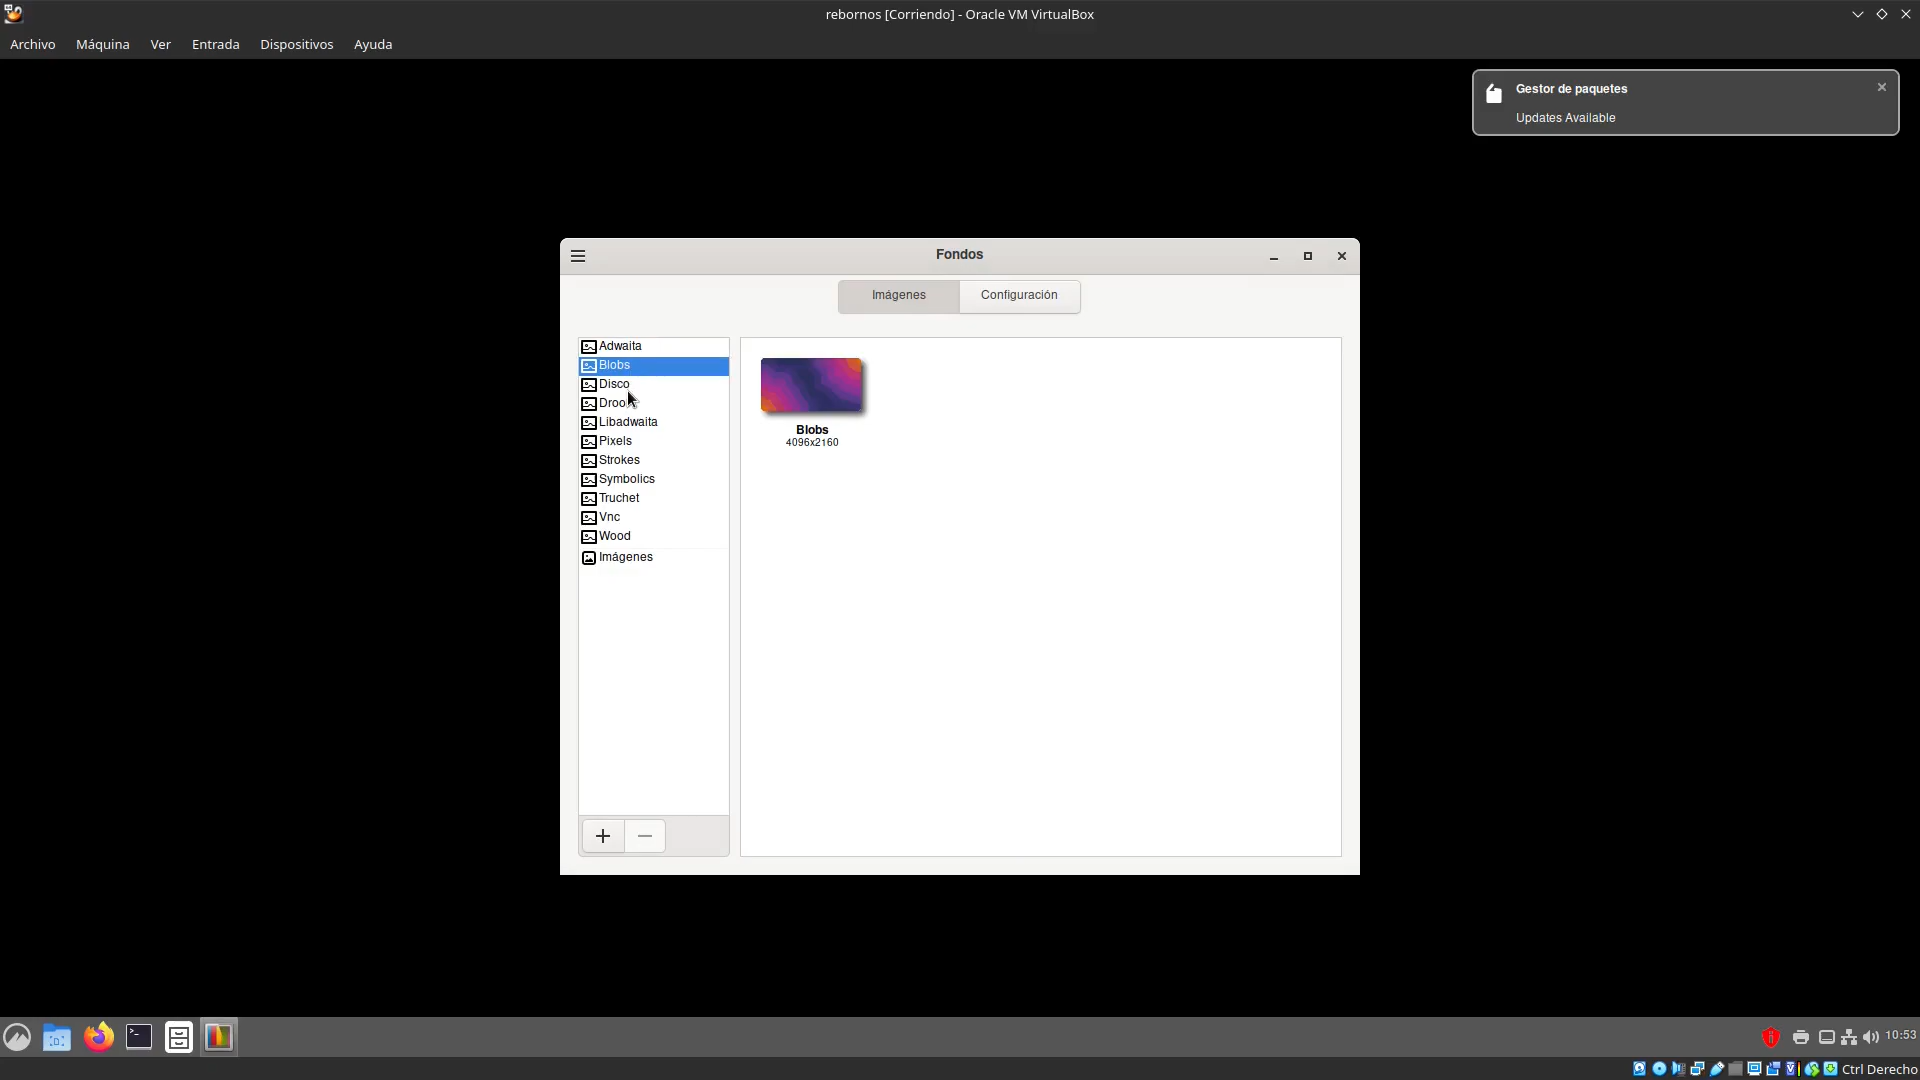 rebornos [Corriendo] - Oracle VM VirtualBox
Archivo Máquina Ver Entrada Dispositivos Ayuda
Gestor de paquetes
Updates Available
Fondos
Imágenes Configuración
Adwaita
Blobs
Disco
Libadwaita
Pixels
Strokes
Symbolics
Truchet
Vnc
Wood
Imágenes
Blobs
4096x2160
10:53
Ctrl Derecho